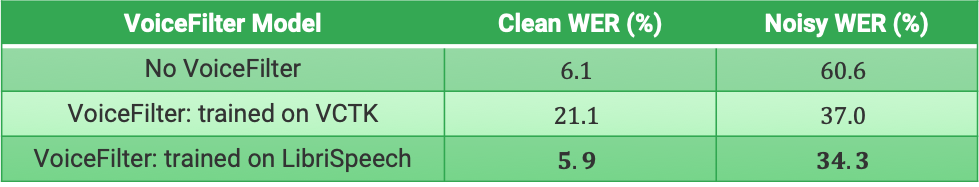 VoiceFilter Model Clean WER (%) Noisy WER (%)
No VoiceFilter 6.1 60.6
VoiceFilter: trained on VCTK 21.1 37.0
VoiceFilter: trained on LibriSpeech 5.9 34.3